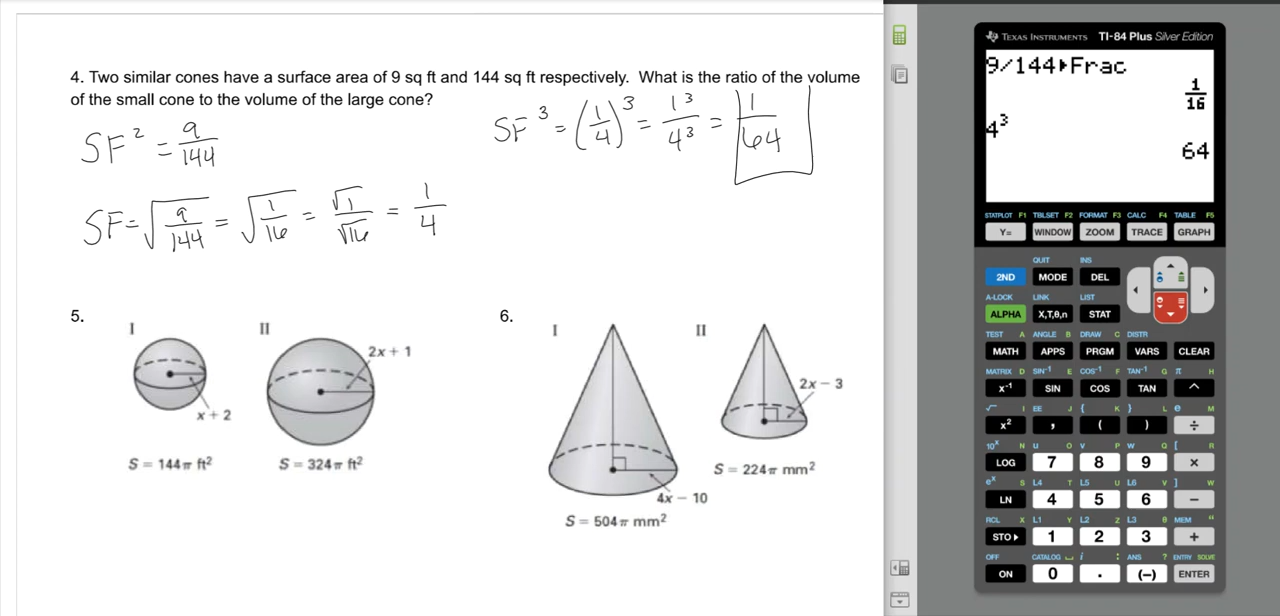 4. Two similar cones have a surface area of 9 sq ft and 144 sq ft respectively. What is the ratio of the volume
of the small cone to the volume of the large cone?
SF² = 9/144
SF = √(9/144) = √(1/16) = √1/√16 = 1/4
SF³ = (1/4)³ = 1³/4³ = 1/64
5.
I
II
2x + 1
x + 2
S = 144π ft²
S = 324π ft²
6.
I
II
2x − 3
4x − 10
S = 224π mm²
S = 504π mm²
TEXAS INSTRUMENTS TI-84 Plus Silver Edition
9/144▸Frac
1/16
4³
64
STATPLOT F1 TBLSET F2 FORMAT F3 CALC F4 TABLE F5
Y= WINDOW ZOOM TRACE GRAPH
QUIT INS
2ND MODE DEL
A-LOCK LINK LIST
ALPHA X,T,θ,n STAT
TEST A ANGLE B DRAW C DISTR
MATH APPS PRGM VARS CLEAR
MATRIX D SIN⁻¹ E COS⁻¹ F TAN⁻¹ G π H
x⁻¹ SIN COS TAN ^
√ I EE J { K } L e M
x² , ( ) ÷
10ˣ N u O v P w Q [ R
LOG 7 8 9 ×
eˣ S L4 T L5 U L6 V ] W
LN 4 5 6 −
RCL X L1 Y L2 Z L3 θ MEM "
STO▸ 1 2 3 +
OFF CATALOG ⎵ i : ANS ? ENTRY SOLVE
ON 0 . (−) ENTER